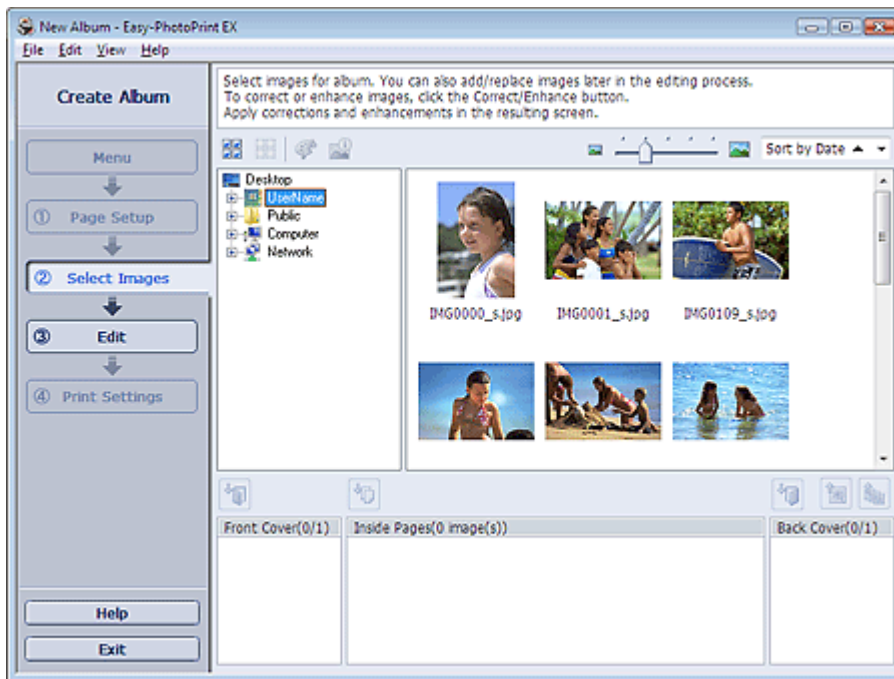 New Album - Easy-PhotoPrint EX
File Edit View Help
Create Album
Select images for album. You can also add/replace images later in the editing process.
To correct or enhance images, click the Correct/Enhance button.
Apply corrections and enhancements in the resulting screen.
Menu
① Page Setup
② Select Images
③ Edit
④ Print Settings
Help
Exit
Sort by Date
Desktop
UserName
Public
Computer
Network
IMG0000_s.jpg IMG0001_s.jpg IMG0109_s.jpg
Front Cover(0/1) Inside Pages(0 image(s)) Back Cover(0/1)